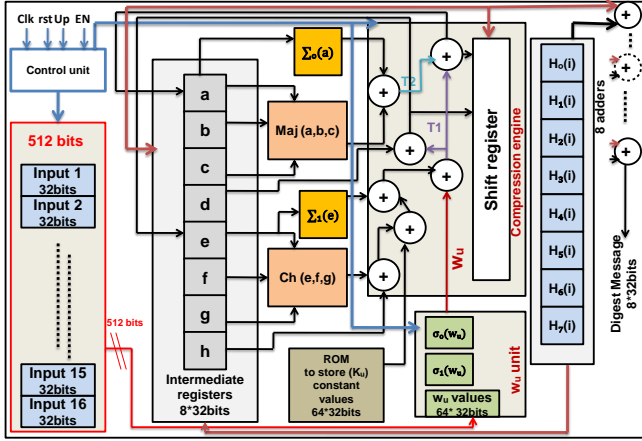 Clk rst Up EN
Control unit
512 bits
Input 1
32bits
Input 2
32bits
Input 15
32bits
Input 16
32bits
512 bits
a
b
c
d
e
f
g
h
Intermediate
registers
8*32bits
∑₀(a)
Maj (a,b,c)
∑₁(e)
Ch (e,f,g)
ROM
to store (Kᵤ)
constant
values
64*32bits
T2
T1
+
+
+
+
+
+
+
Wᵤ
Shift register
Compression engine
σ₀(wᵤ)
σ₁(wᵤ)
wᵤ values
64* 32bits
wᵤ unit
H₀(i)
H₁(i)
H₂(i)
H₃(i)
H₄(i)
H₅(i)
H₆(i)
H₇(i)
+
+
+
8 adders
Digest Message
8*32bits